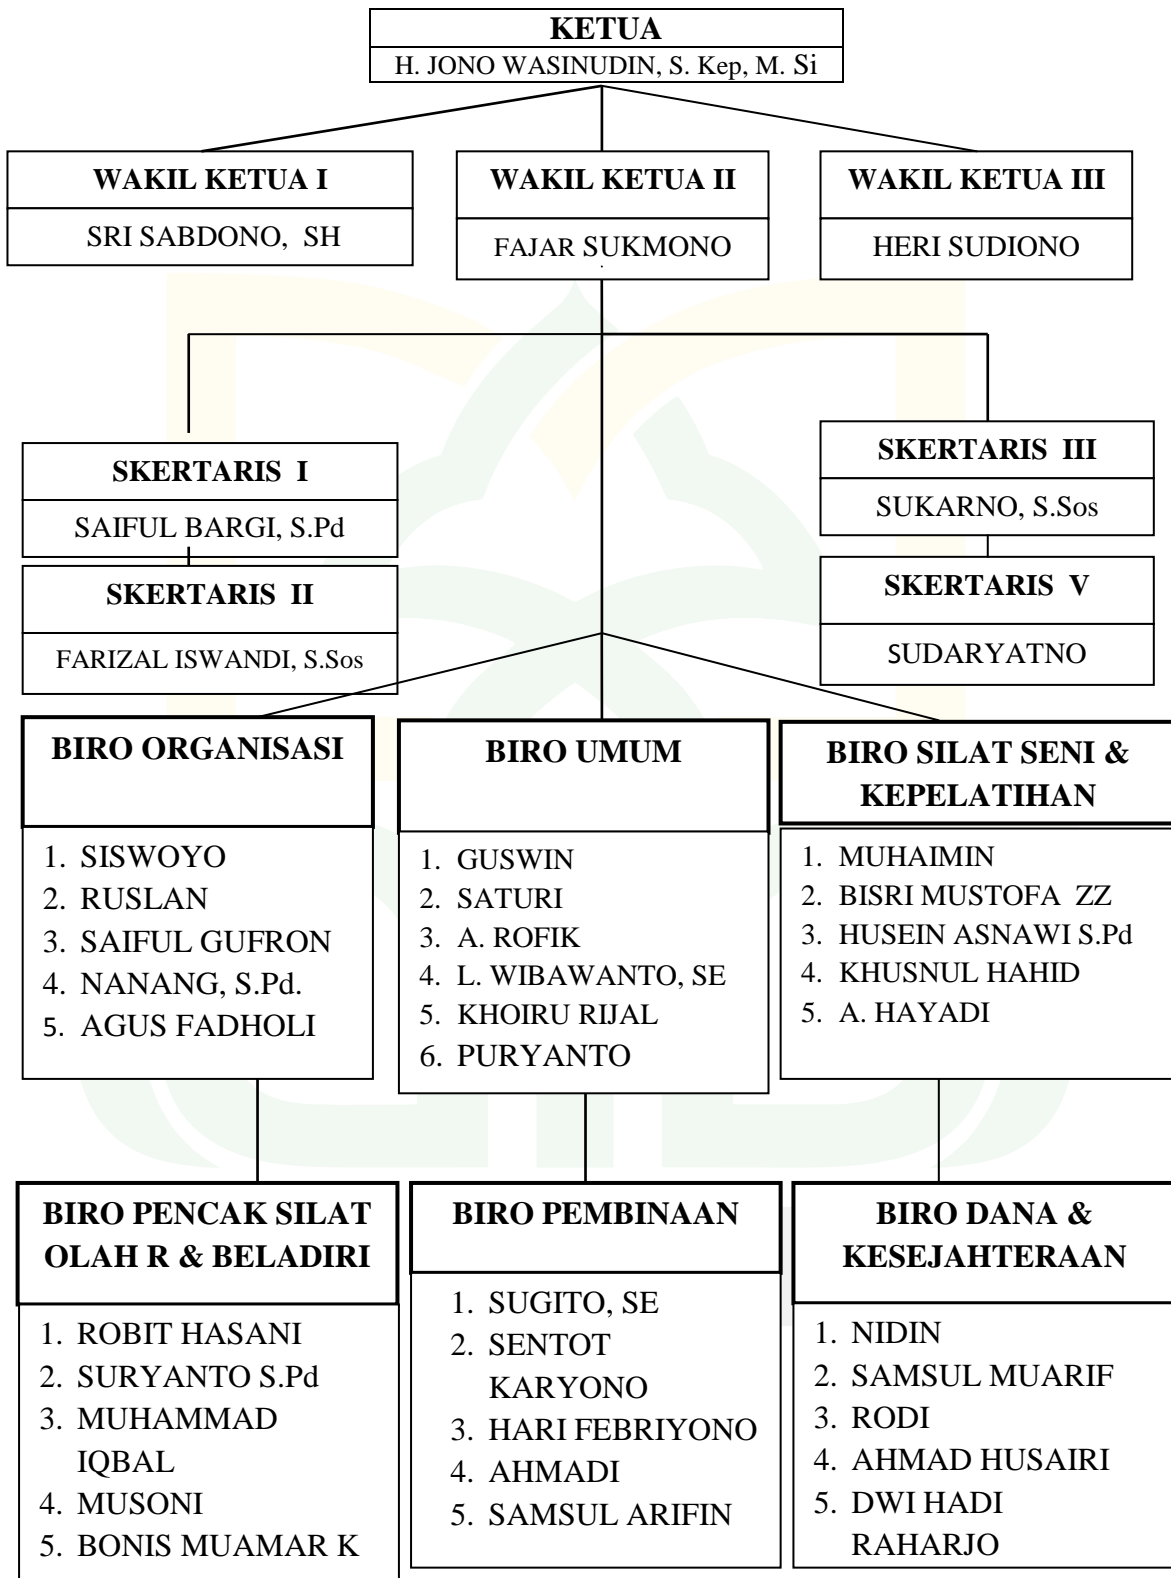 KETUA
H. JONO WASINUDIN, S. Kep, M. Si
WAKIL KETUA I
SRI SABDONO, SH
WAKIL KETUA II
FAJAR SUKMONO
WAKIL KETUA III
HERI SUDIONO
SKERTARIS I
SAIFUL BARGI, S.Pd
SKERTARIS II
FARIZAL ISWANDI, S.Sos
SKERTARIS III
SUKARNO, S.Sos
SKERTARIS V
SUDARYATNO
BIRO ORGANISASI
1. SISWOYO
2. RUSLAN
3. SAIFUL GUFRON
4. NANANG, S.Pd.
5. AGUS FADHOLI
BIRO UMUM
1. GUSWIN
2. SATURI
3. A. ROFIK
4. L. WIBAWANTO, SE
5. KHOIRU RIJAL
6. PURYANTO
BIRO SILAT SENI &
KEPELATIHAN
1. MUHAIMIN
2. BISRI MUSTOFA ZZ
3. HUSEIN ASNAWI S.Pd
4. KHUSNUL HAHID
5. A. HAYADI
BIRO PENCAK SILAT
OLAH R & BELADIRI
1. ROBIT HASANI
2. SURYANTO S.Pd
3. MUHAMMAD
IQBAL
4. MUSONI
5. BONIS MUAMAR K
BIRO PEMBINAAN
1. SUGITO, SE
2. SENTOT
KARYONO
3. HARI FEBRIYONO
4. AHMADI
5. SAMSUL ARIFIN
BIRO DANA &
KESEJAHTERAAN
1. NIDIN
2. SAMSUL MUARIF
3. RODI
4. AHMAD HUSAIRI
5. DWI HADI
RAHARJO